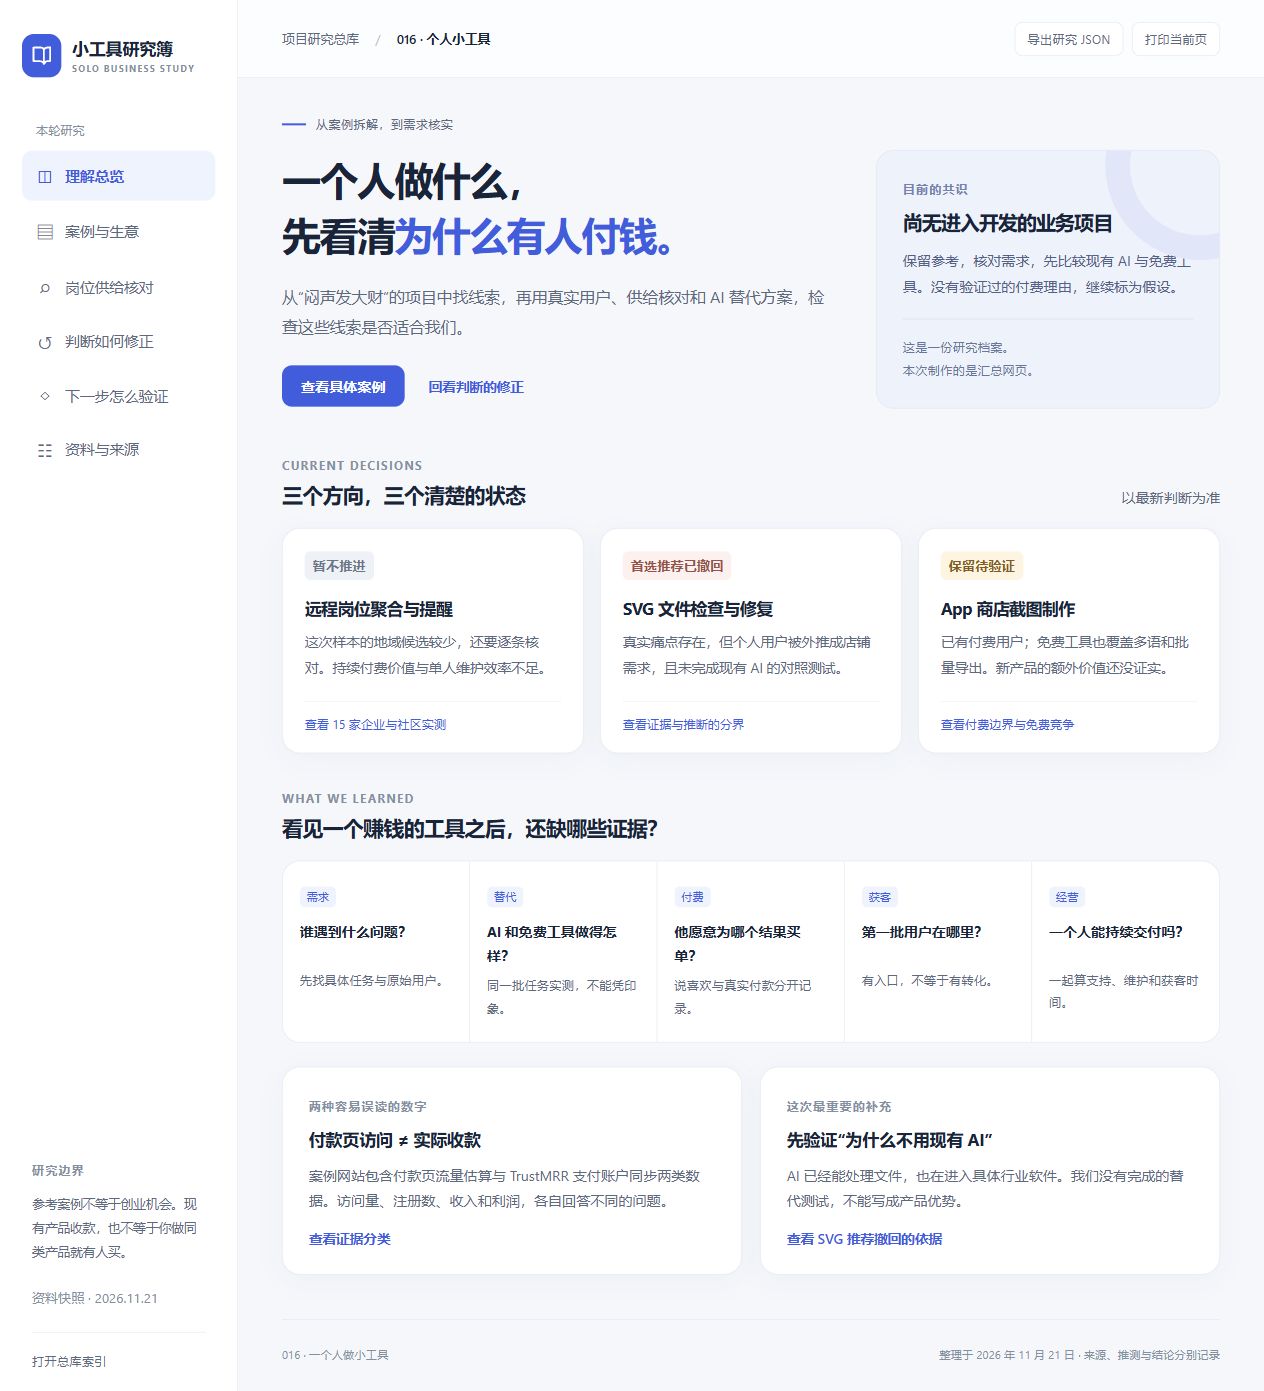 小工具研究簿
SOLO BUSINESS STUDY
本轮研究
理解总览
案例与生意
岗位供给核对
判断如何修正
下一步怎么验证
资料与来源
研究边界
参考案例不等于创业机会。现
有产品收款，也不等于你做同
类产品就有人买。
资料快照 · 2026.11.21
打开总库索引
项目研究总库 / 016 · 个人小工具
导出研究 JSON
打印当前页
从案例拆解，到需求核实
一个人做什么，
先看清为什么有人付钱。
从“闷声发大财”的项目中找线索，再用真实用户、供给核对和 AI 替代方案，检
查这些线索是否适合我们。
查看具体案例
回看判断的修正
目前的共识
尚无进入开发的业务项目
保留参考，核对需求，先比较现有 AI 与免费工
具。没有验证过的付费理由，继续标为假设。
这是一份研究档案。
本次制作的是汇总网页。
CURRENT DECISIONS
三个方向，三个清楚的状态
以最新判断为准
暂不推进
远程岗位聚合与提醒
这次样本的地域候选较少，还要逐条核
对。持续付费价值与单人维护效率不足。
查看 15 家企业与社区实测
首选推荐已撤回
SVG 文件检查与修复
真实痛点存在，但个人用户被外推成店铺
需求，且未完成现有 AI 的对照测试。
查看证据与推断的分界
保留待验证
App 商店截图制作
已有付费用户；免费工具也覆盖多语和批
量导出。新产品的额外价值还没证实。
查看付费边界与免费竞争
WHAT WE LEARNED
看见一个赚钱的工具之后，还缺哪些证据？
需求
谁遇到什么问题？
先找具体任务与原始用户。
替代
AI 和免费工具做得怎
样？
同一批任务实测，不能凭印
象。
付费
他愿意为哪个结果买
单？
说喜欢与真实付款分开记
录。
获客
第一批用户在哪里？
有入口，不等于有转化。
经营
一个人能持续交付吗？
一起算支持、维护和获客时
间。
两种容易误读的数字
付款页访问 ≠ 实际收款
案例网站包含付款页流量估算与 TrustMRR 支付账户同步两类数
据。访问量、注册数、收入和利润，各自回答不同的问题。
查看证据分类
这次最重要的补充
先验证“为什么不用现有 AI”
AI 已经能处理文件，也在进入具体行业软件。我们没有完成的替
代测试，不能写成产品优势。
查看 SVG 推荐撤回的依据
016 · 一个人做小工具
整理于 2026 年 11 月 21 日 · 来源、推测与结论分别记录